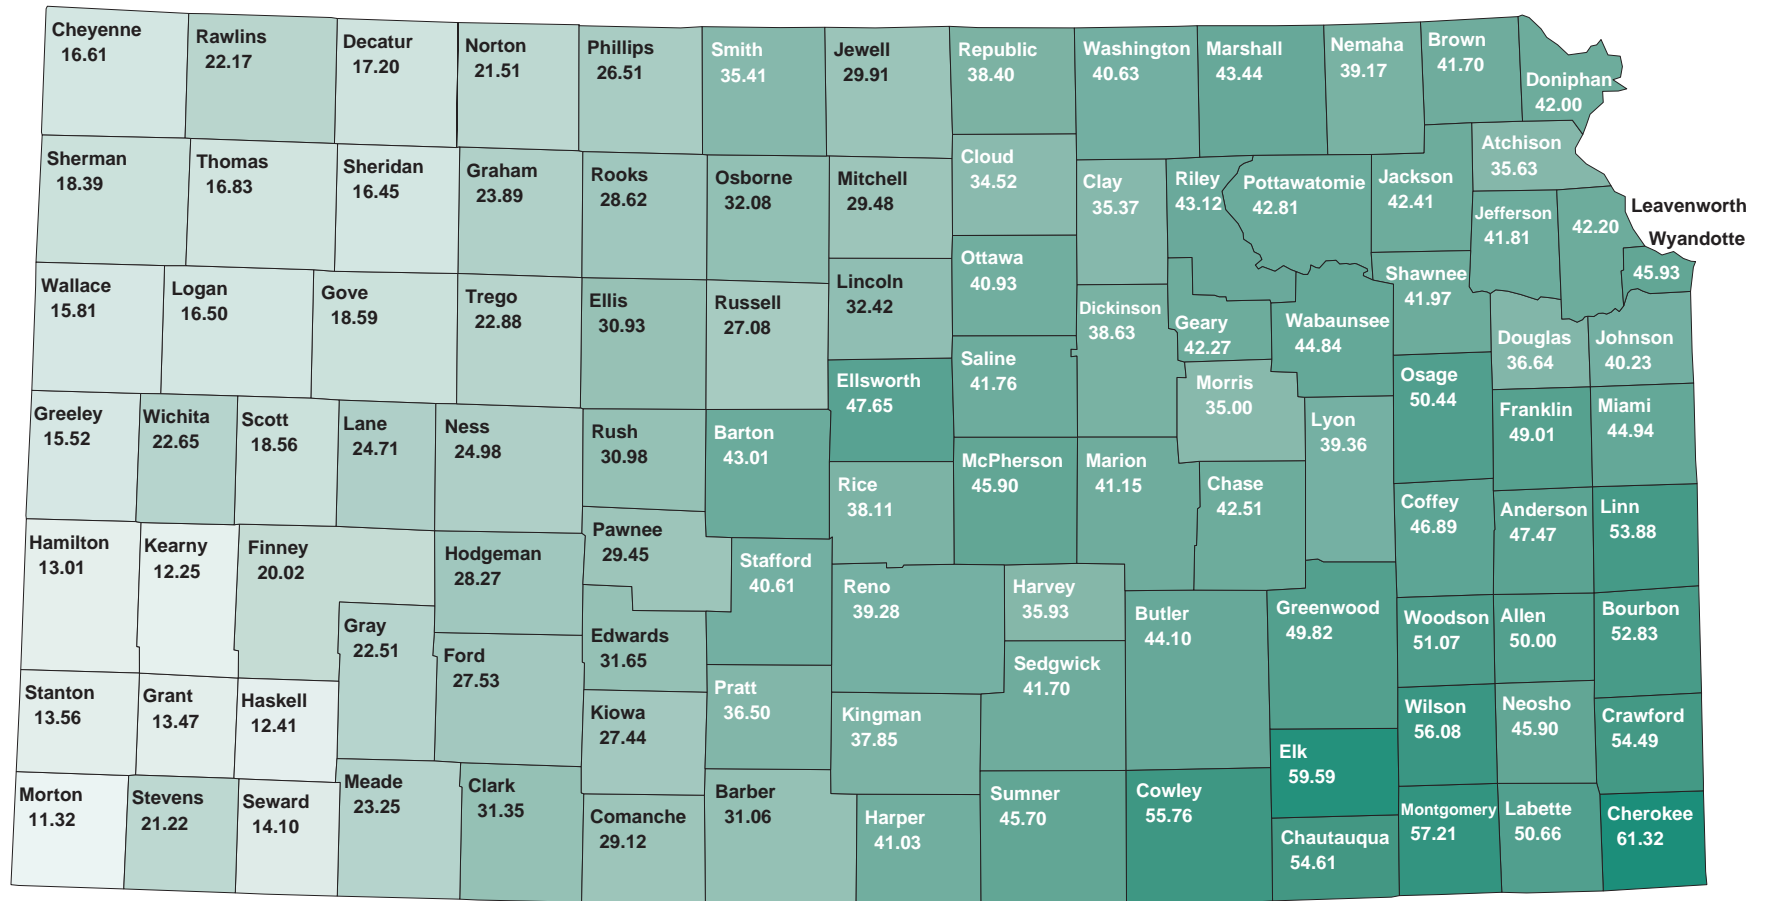 Cheyenne
16.61
Rawlins
22.17
Decatur
17.20
Norton
21.51
Phillips
26.51
Smith
35.41
Jewell
29.91
Republic
38.40
Washington
40.63
Marshall
43.44
Nemaha
39.17
Brown
41.70
Doniphan
42.00
Sherman
18.39
Thomas
16.83
Sheridan
16.45
Graham
23.89
Rooks
28.62
Osborne
32.08
Mitchell
29.48
Cloud
34.52
Clay
35.37
Riley
43.12
Pottawatomie
42.81
Jackson
42.41
Atchison
35.63
Jefferson
41.81
Leavenworth
42.20
Wyandotte
45.93
Wallace
15.81
Logan
16.50
Gove
18.59
Trego
22.88
Ellis
30.93
Russell
27.08
Lincoln
32.42
Ottawa
40.93
Dickinson
38.63
Geary
42.27
Wabaunsee
44.84
Shawnee
41.97
Douglas
36.64
Johnson
40.23
Saline
41.76
Ellsworth
47.65
Morris
35.00
Osage
50.44
Greeley
15.52
Wichita
22.65
Scott
18.56
Lane
24.71
Ness
24.98
Rush
30.98
Barton
43.01
Lyon
39.36
Franklin
49.01
Miami
44.94
McPherson
45.90
Marion
41.15
Rice
38.11
Chase
42.51
Coffey
46.89
Anderson
47.47
Linn
53.88
Hamilton
13.01
Kearny
12.25
Finney
20.02
Hodgeman
28.27
Pawnee
29.45
Stafford
40.61
Reno
39.28
Harvey
35.93
Butler
44.10
Greenwood
49.82
Woodson
51.07
Allen
50.00
Bourbon
52.83
Gray
22.51
Ford
27.53
Edwards
31.65
Sedgwick
41.70
Stanton
13.56
Grant
13.47
Haskell
12.41
Kiowa
27.44
Pratt
36.50
Kingman
37.85
Wilson
56.08
Neosho
45.90
Crawford
54.49
Elk
59.59
Morton
11.32
Stevens
21.22
Seward
14.10
Meade
23.25
Clark
31.35
Comanche
29.12
Barber
31.06
Harper
41.03
Sumner
45.70
Cowley
55.76
Chautauqua
54.61
Montgomery
57.21
Labette
50.66
Cherokee
61.32